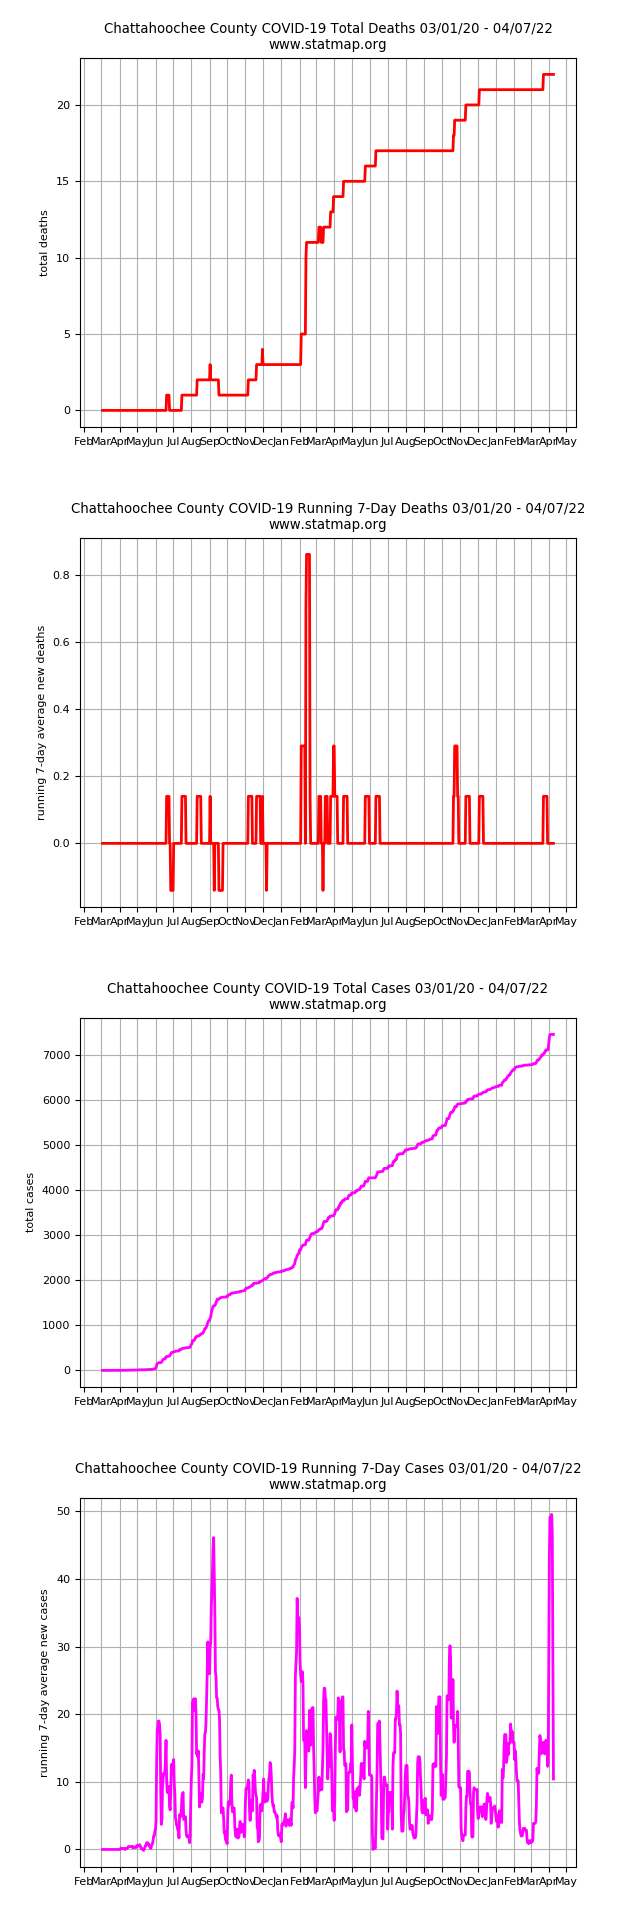 Chattahoochee County COVID-19 Total Deaths 03/01/20 - 04/07/22
www.statmap.org
20
15
10
5
0
total deaths
Feb Mar Apr May Jun Jul Aug Sep Oct Nov Dec Jan Feb Mar Apr May Jun Jul Aug Sep Oct Nov Dec Jan Feb Mar Apr May
Chattahoochee County COVID-19 Running 7-Day Deaths 03/01/20 - 04/07/22
www.statmap.org
0.8
0.6
0.4
0.2
0.0
running 7-day average new deaths
Feb Mar Apr May Jun Jul Aug Sep Oct Nov Dec Jan Feb Mar Apr May Jun Jul Aug Sep Oct Nov Dec Jan Feb Mar Apr May
Chattahoochee County COVID-19 Total Cases 03/01/20 - 04/07/22
www.statmap.org
7000
6000
5000
4000
3000
2000
1000
0
total cases
Feb Mar Apr May Jun Jul Aug Sep Oct Nov Dec Jan Feb Mar Apr May Jun Jul Aug Sep Oct Nov Dec Jan Feb Mar Apr May
Chattahoochee County COVID-19 Running 7-Day Cases 03/01/20 - 04/07/22
www.statmap.org
50
40
30
20
10
0
running 7-day average new cases
Feb Mar Apr May Jun Jul Aug Sep Oct Nov Dec Jan Feb Mar Apr May Jun Jul Aug Sep Oct Nov Dec Jan Feb Mar Apr May